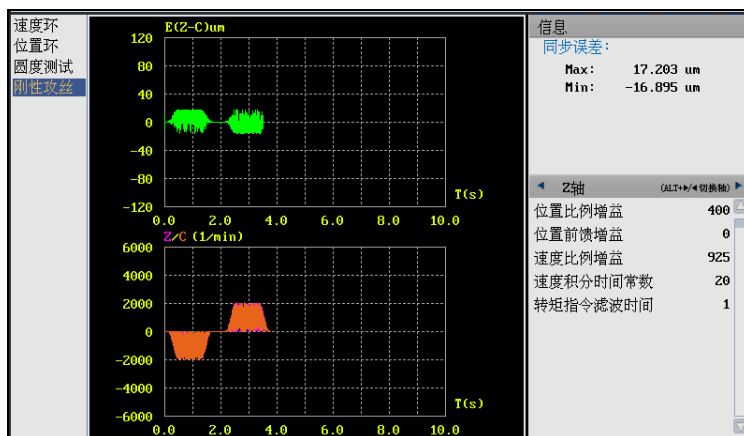 速度环
位置环
圆度测试
刚性攻丝
E(Z-C)um
120
80
40
0
-40
-80
-120
T(s)
0.0 2.0 4.0 6.0 8.0 10.0
Z/C (1/min)
6000
4000
2000
0
-2000
-4000
-6000
T(s)
0.0 2.0 4.0 6.0 8.0 10.0
信息
同步误差:
Max: 17.203 um
Min: -16.895 um
Z轴 (ALT+▶/◀切换轴)
位置比例增益 400
位置前馈增益 0
速度比例增益 925
速度积分时间常数 20
转矩指令滤波时间 1